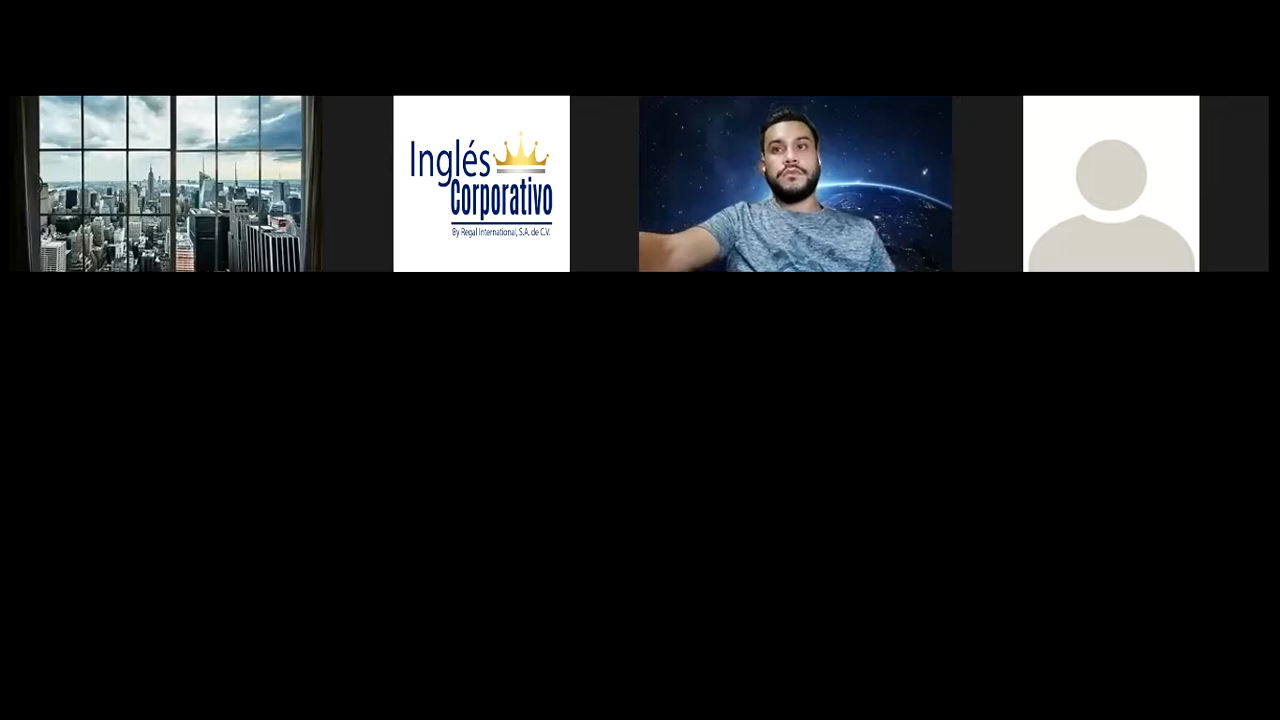 Inglés
Corporativo
By Regal International, S.A. de C.V.